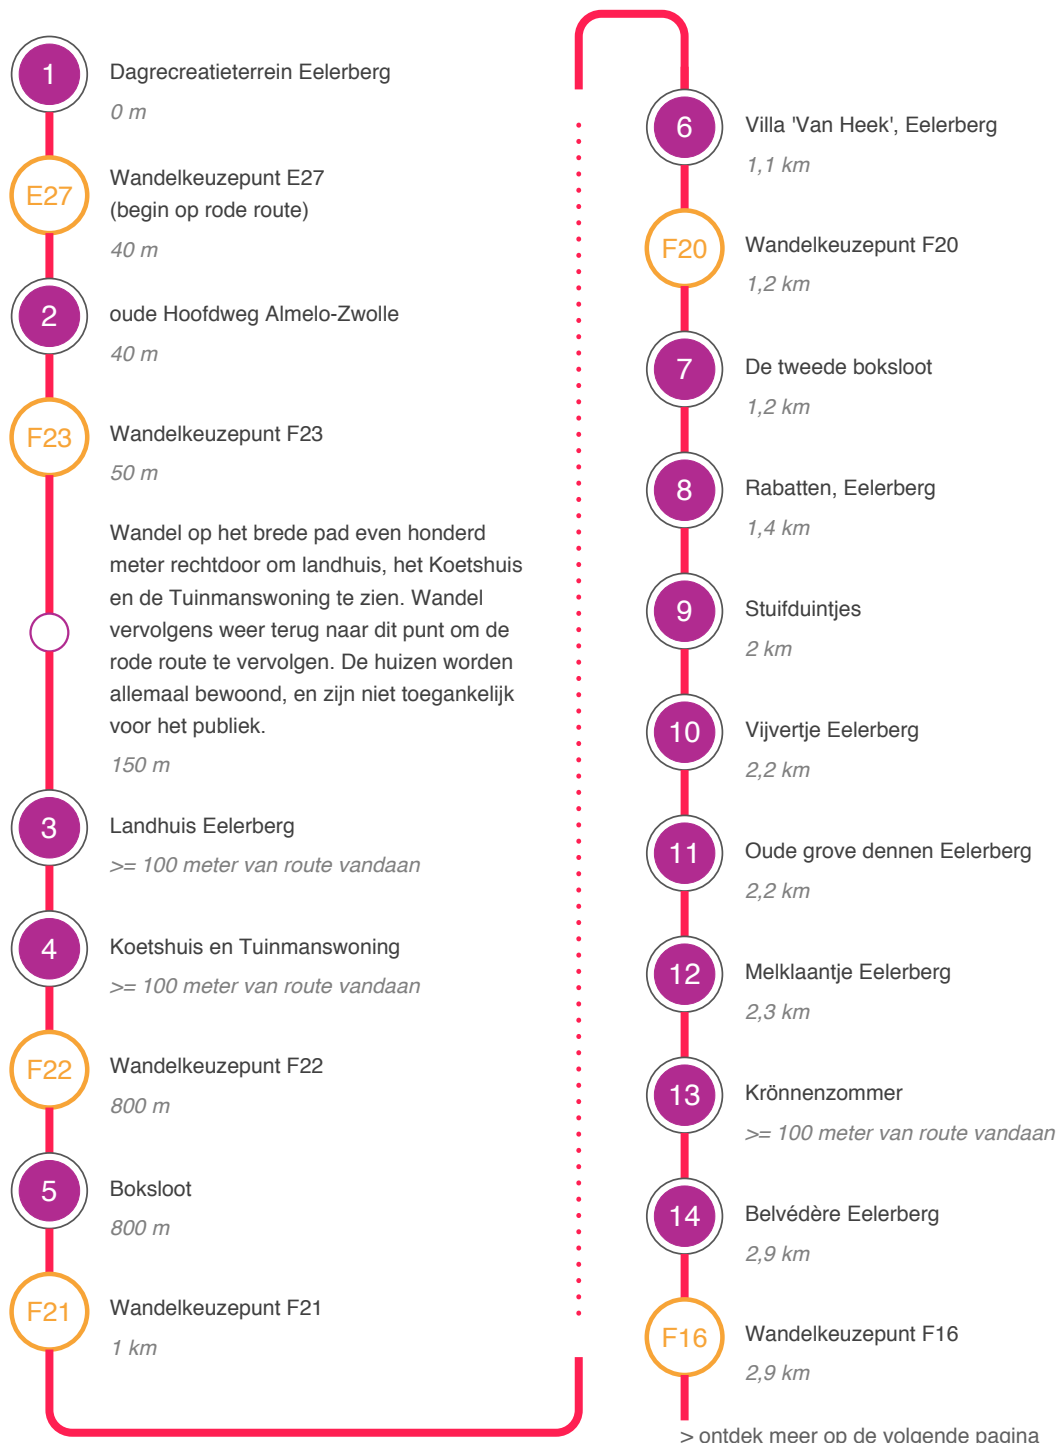 1
Dagrecreatieterrein Eelerberg
0 m
E27
Wandelkeuzepunt E27
(begin op rode route)
40 m
2
oude Hoofdweg Almelo-Zwolle
40 m
F23
Wandelkeuzepunt F23
50 m
Wandel op het brede pad even honderd
meter rechtdoor om landhuis, het Koetshuis
en de Tuinmanswoning te zien. Wandel
vervolgens weer terug naar dit punt om de
rode route te vervolgen. De huizen worden
allemaal bewoond, en zijn niet toegankelijk
voor het publiek.
150 m
3
Landhuis Eelerberg
>= 100 meter van route vandaan
4
Koetshuis en Tuinmanswoning
>= 100 meter van route vandaan
F22
Wandelkeuzepunt F22
800 m
5
Boksloot
800 m
F21
Wandelkeuzepunt F21
1 km
6
Villa 'Van Heek', Eelerberg
1,1 km
F20
Wandelkeuzepunt F20
1,2 km
7
De tweede boksloot
1,2 km
8
Rabatten, Eelerberg
1,4 km
9
Stuifduintjes
2 km
10
Vijvertje Eelerberg
2,2 km
11
Oude grove dennen Eelerberg
2,2 km
12
Melklaantje Eelerberg
2,3 km
13
Krönnenzommer
>= 100 meter van route vandaan
14
Belvédère Eelerberg
2,9 km
F16
Wandelkeuzepunt F16
2,9 km
> ontdek meer op de volgende pagina